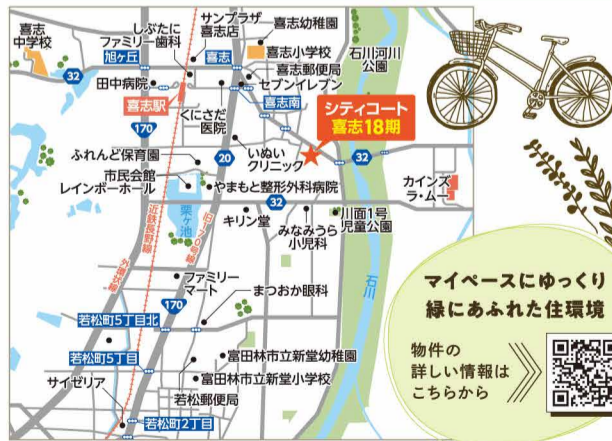 喜志
中学校
しぶたに
ファミリー歯科
サンプラザ
喜志店
喜志幼稚園
旭ヶ丘
喜志
喜志小学校
石川河川
公園
32
田中病院
喜志郵便局
セブンイレブン
喜志駅
喜志南
シティコート
喜志18期
170
くにさだ
医院
20
いぬい
クリニック
32
ふれんど保育園
市民会館
レインボーホール
やまもと整形外科病院
カインズ
ラ・ムー
粟ヶ池
32
キリン堂
みなみうら
小児科
川面1号
児童公園
近鉄長野線
旧170号線
外環状線
石川
ファミリー
マート
170
まつおか眼科
若松町5丁目北
若松町5丁目
富田林市立新堂幼稚園
富田林市立新堂小学校
サイゼリア
若松郵便局
若松町2丁目
マイペースにゆっくり
緑にあふれた住環境
物件の
詳しい情報は
こちらから